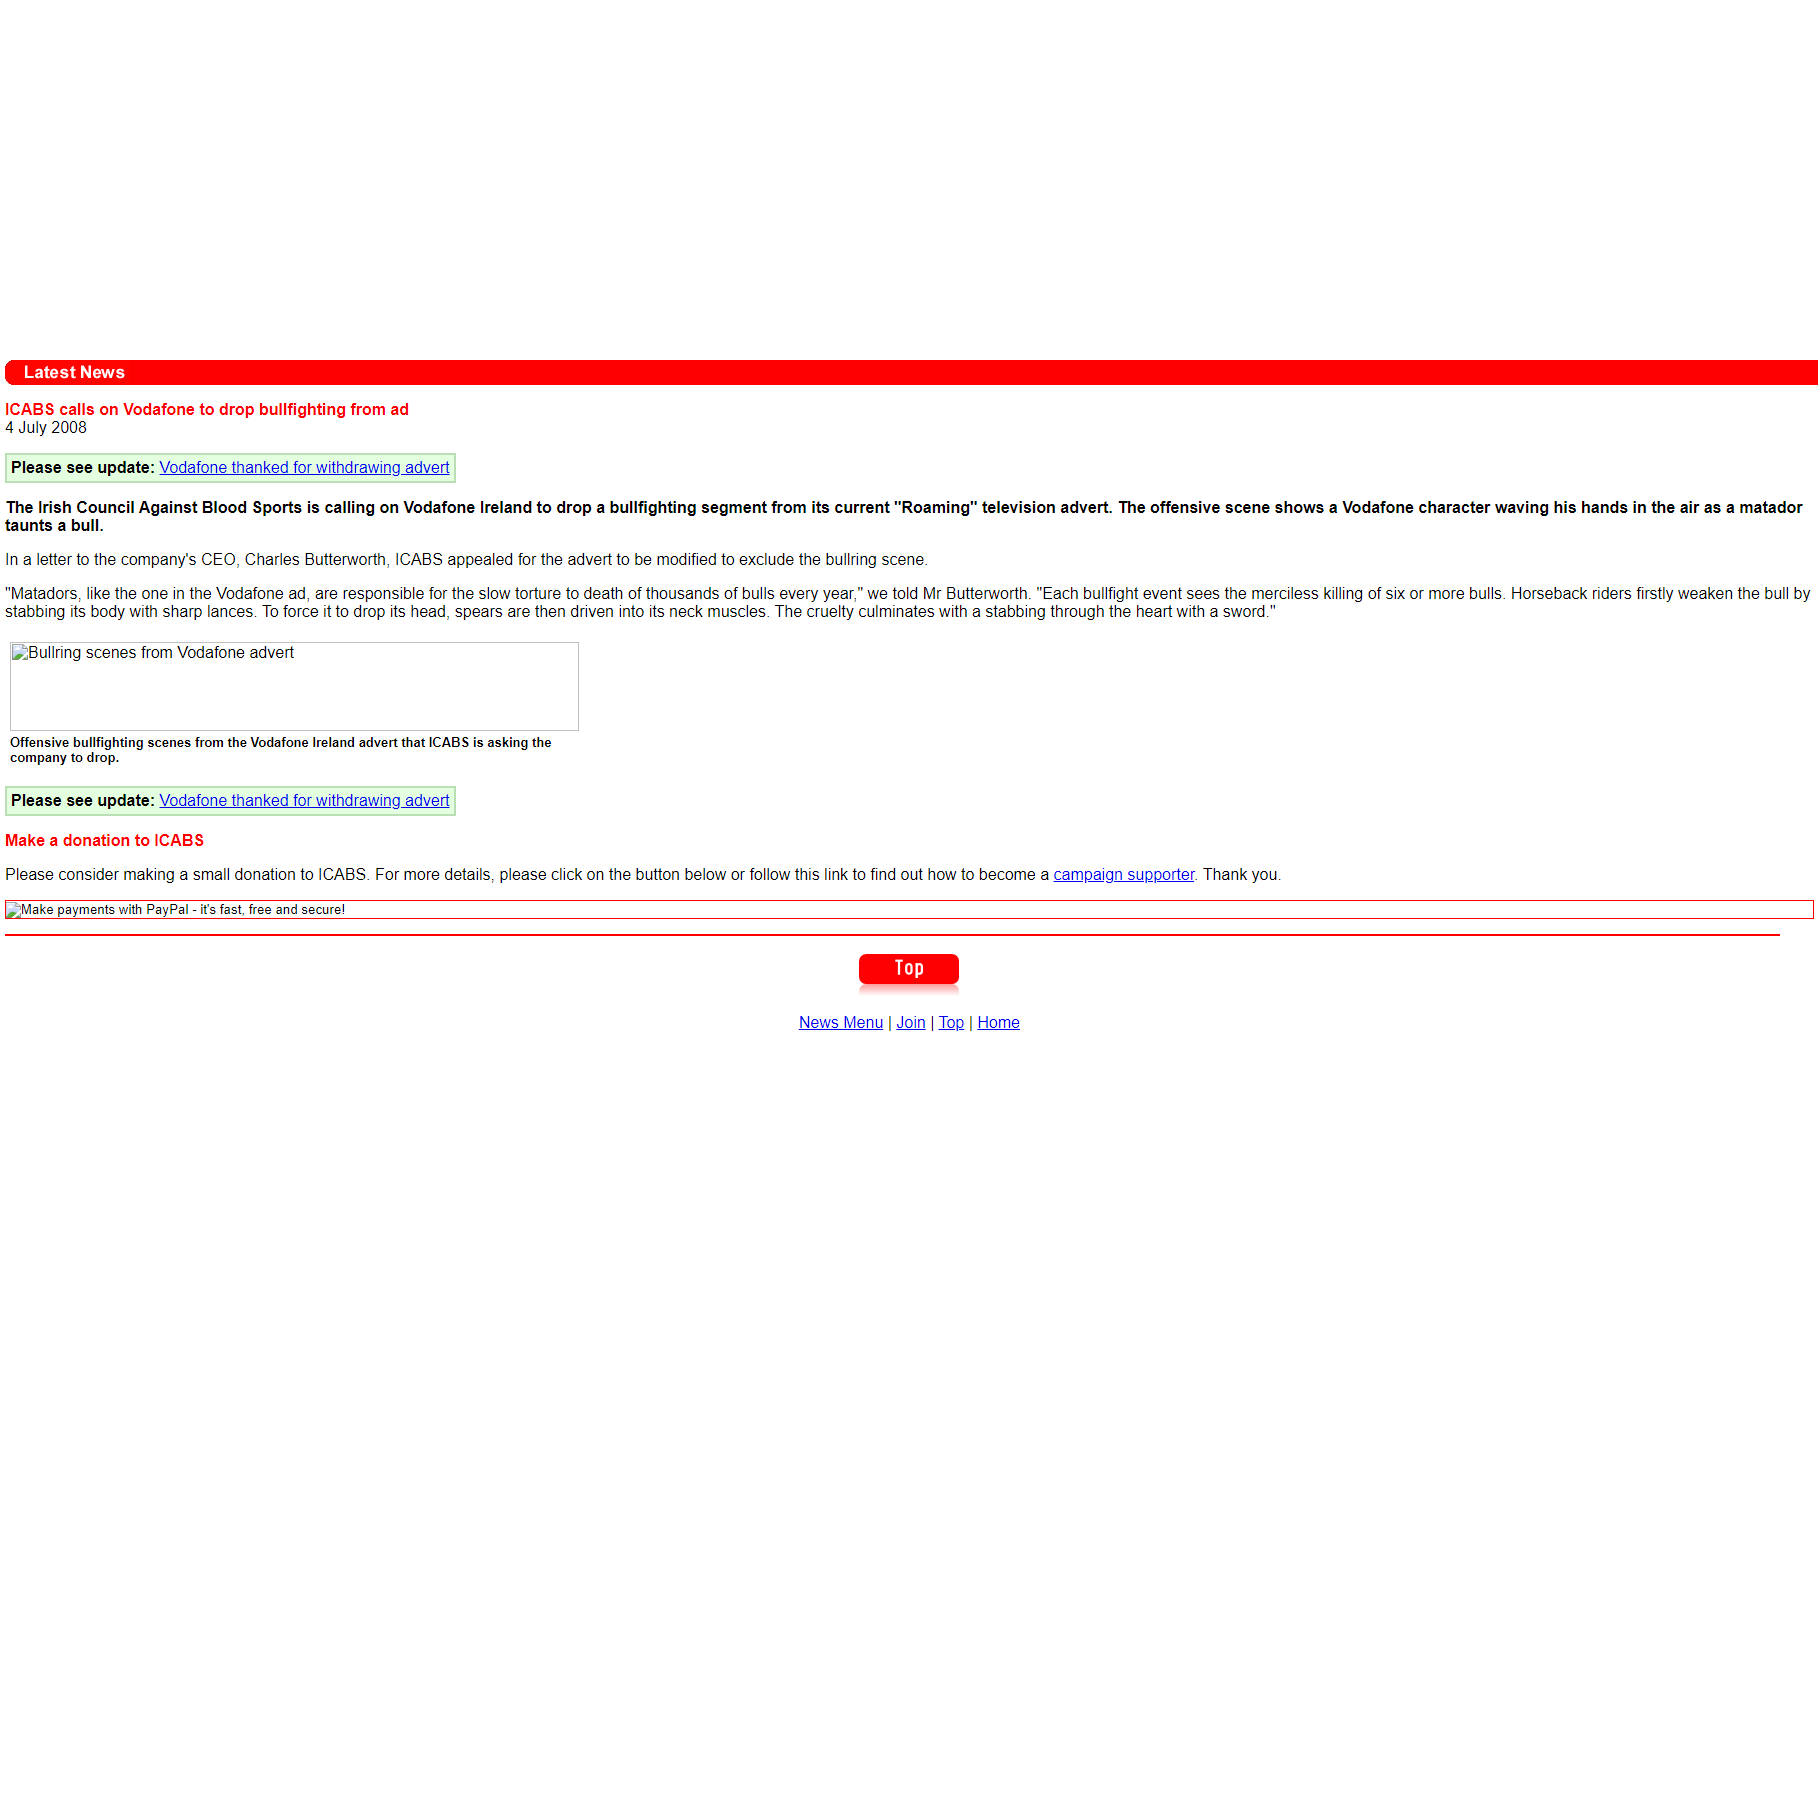 Latest News
ICABS calls on Vodafone to drop bullfighting from ad
4 July 2008
Please see update: Vodafone thanked for withdrawing advert
The Irish Council Against Blood Sports is calling on Vodafone Ireland to drop a bullfighting segment from its current "Roaming" television advert. The offensive scene shows a Vodafone character waving his hands in the air as a matador
taunts a bull.
In a letter to the company's CEO, Charles Butterworth, ICABS appealed for the advert to be modified to exclude the bullring scene.
"Matadors, like the one in the Vodafone ad, are responsible for the slow torture to death of thousands of bulls every year," we told Mr Butterworth. "Each bullfight event sees the merciless killing of six or more bulls. Horseback riders firstly weaken the bull by
stabbing its body with sharp lances. To force it to drop its head, spears are then driven into its neck muscles. The cruelty culminates with a stabbing through the heart with a sword."
Bullring scenes from Vodafone advert
Offensive bullfighting scenes from the Vodafone Ireland advert that ICABS is asking the
company to drop.
Please see update: Vodafone thanked for withdrawing advert
Make a donation to ICABS
Please consider making a small donation to ICABS. For more details, please click on the button below or follow this link to find out how to become a campaign supporter. Thank you.
Make payments with PayPal - it's fast, free and secure!
Top
News Menu | Join | Top | Home